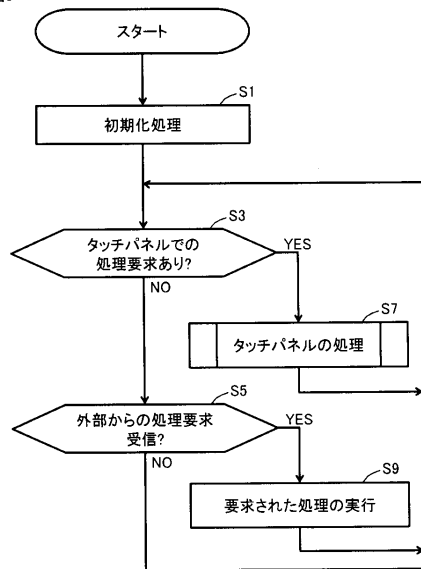 スタート
S1
初期化処理
S3
タッチパネルでの
処理要求あり?
YES
NO
S7
タッチパネルの処理
S5
外部からの処理要求
受信?
YES
NO
S9
要求された処理の実行